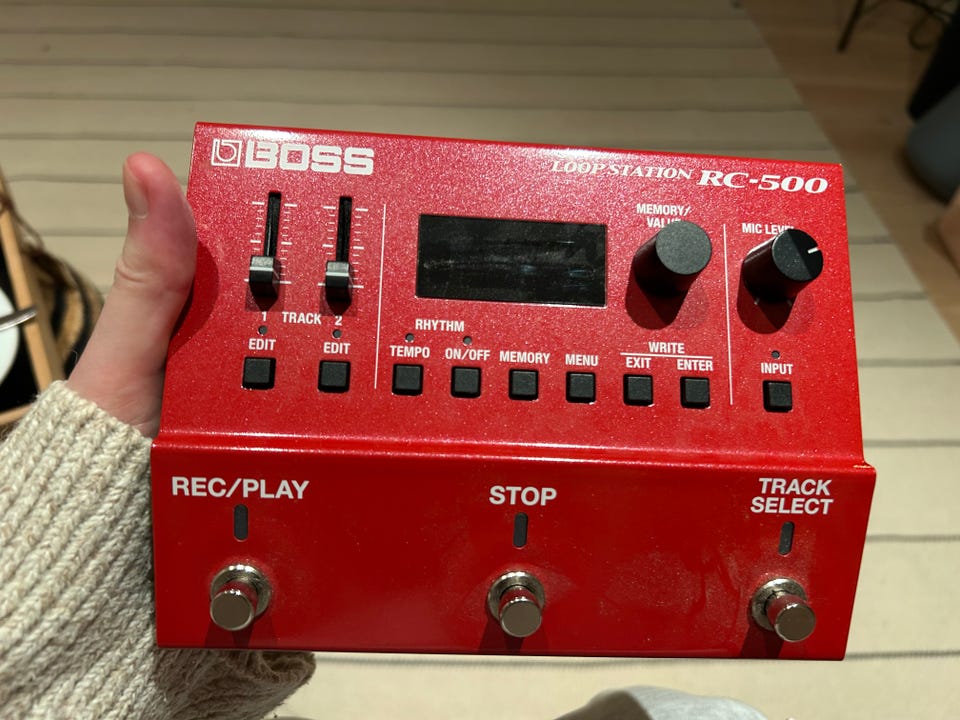 BOSS
LOOP STATION RC-500
MEMORY/
VALUE
MIC LEVEL
1 TRACK 2
EDIT
EDIT
RHYTHM
TEMPO
ON/OFF
MEMORY
MENU
WRITE
EXIT
ENTER
INPUT
REC/PLAY
STOP
TRACK
SELECT